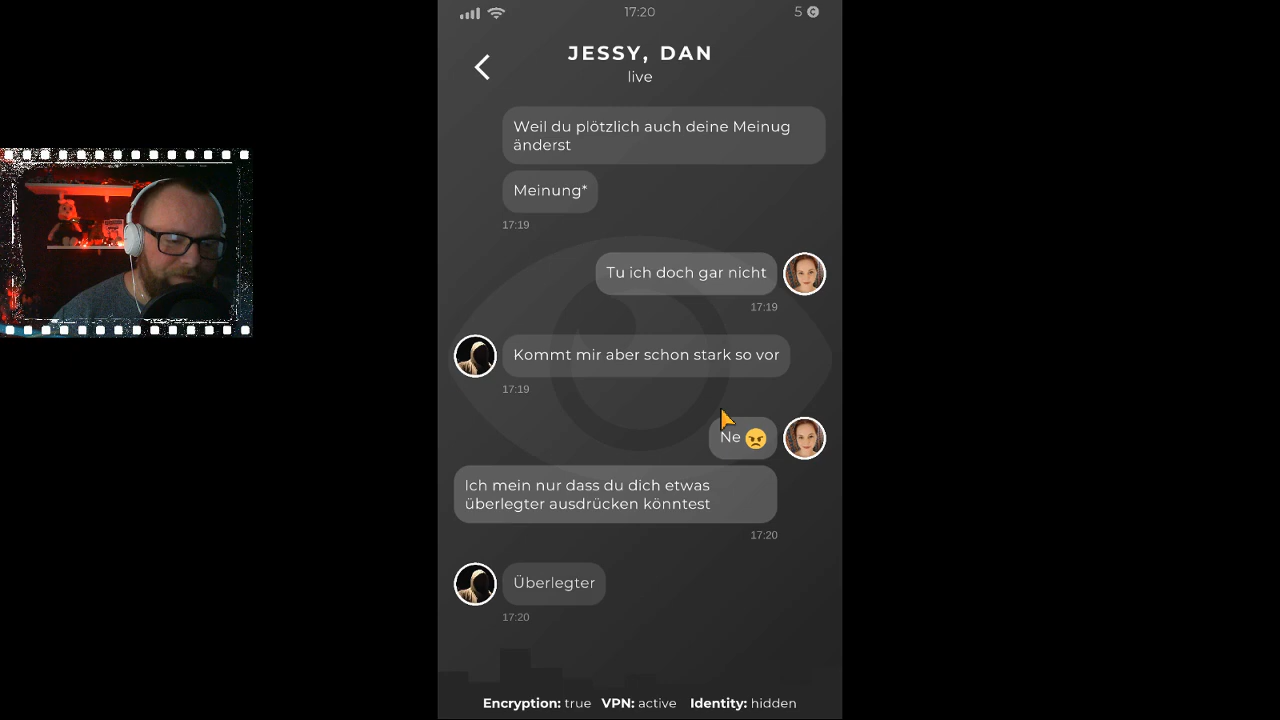 17:20
5
JESSY, DAN
live
Weil du plötzlich auch deine Meinug
änderst
Meinung*
17:19
Tu ich doch gar nicht
17:19
Kommt mir aber schon stark so vor
17:19
Ne 😠
Ich mein nur dass du dich etwas
überlegter ausdrücken könntest
17:20
Überlegter
17:20
Encryption: true VPN: active Identity: hidden